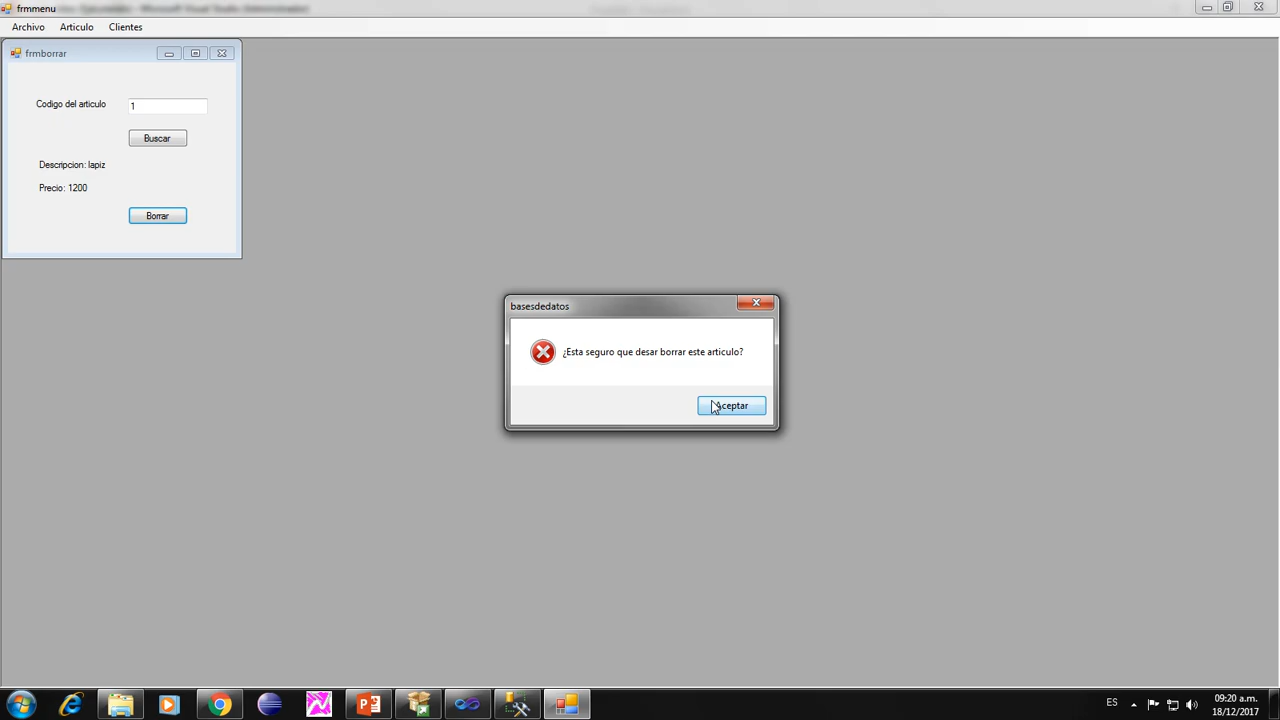 frmmenu
Archivo Articulo Clientes
frmborrar
Codigo del articulo 1
Buscar
Descripcion: lapiz
Precio: 1200
Borrar
basesdedatos
¿Esta seguro que desar borrar este articulo?
Aceptar
ES
09:20 a.m.
18/12/2017